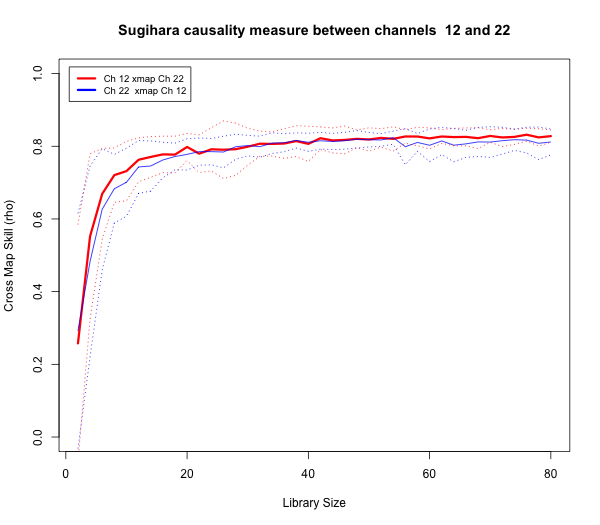 Sugihara causality measure between channels  12 and 22
Ch 12 xmap Ch 22
Ch 22  xmap Ch 12
Cross Map Skill (rho)
1.0
0.8
0.6
0.4
0.2
0.0
0 20 40 60 80
Library Size